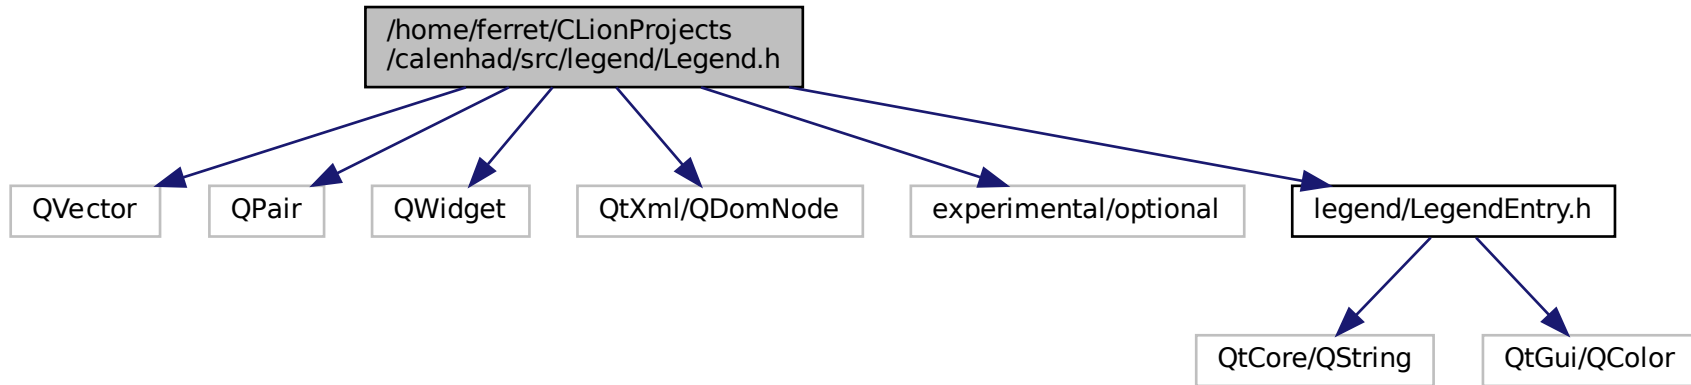 /home/ferret/CLionProjects
/calenhad/src/legend/Legend.h
QVector
QPair
QWidget
QtXml/QDomNode
experimental/optional
legend/LegendEntry.h
QtCore/QString
QtGui/QColor